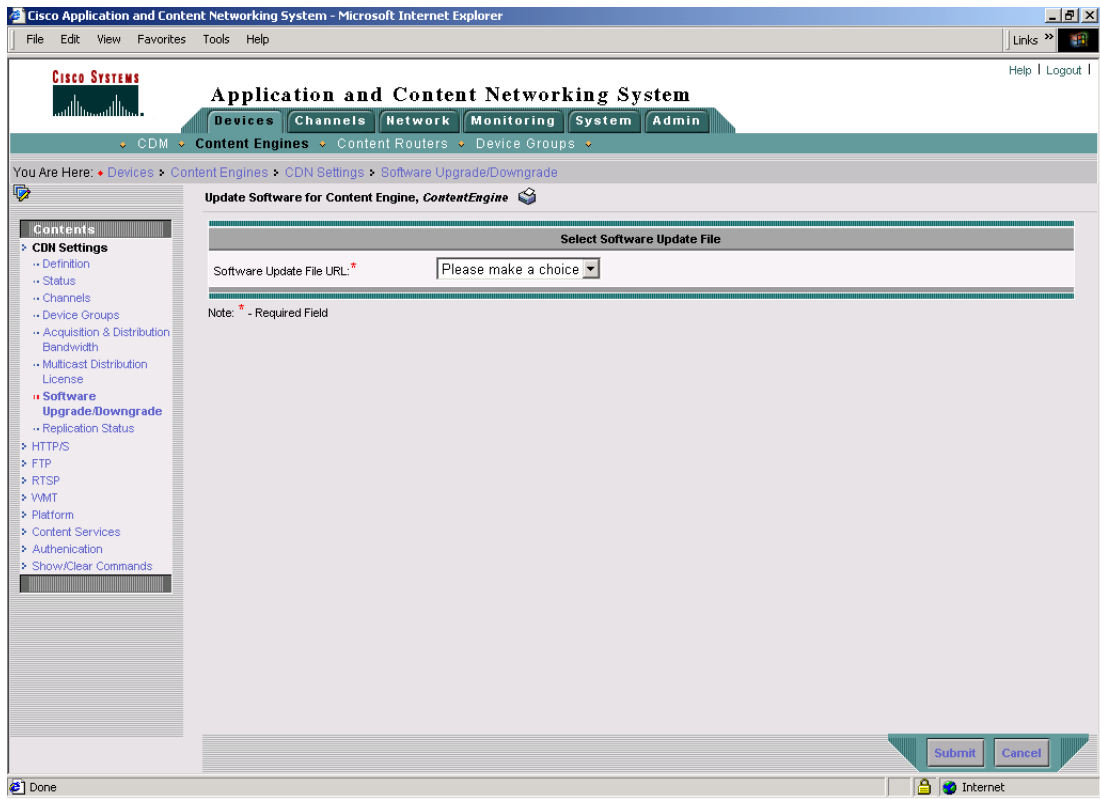 Cisco Application and Content Networking System - Microsoft Internet Explorer
File Edit View Favorites Tools Help
Links »
CISCO SYSTEMS
Help | Logout |
Application and Content Networking System
Devices Channels Network Monitoring System Admin
CDM Content Engines Content Routers Device Groups
You Are Here: Devices Content Engines CDN Settings Software Upgrade/Downgrade
Update Software for Content Engine, ContentEngine
Contents
CDN Settings
Definition
Status
Channels
Device Groups
Acquisition & Distribution
Bandwidth
Multicast Distribution
License
Software
Upgrade/Downgrade
Replication Status
HTTP/S
FTP
RTSP
WMT
Platform
Content Services
Authenication
Show/Clear Commands
Select Software Update File
Software Update File URL:* Please make a choice
Note: * - Required Field
Submit Cancel
Done
Internet